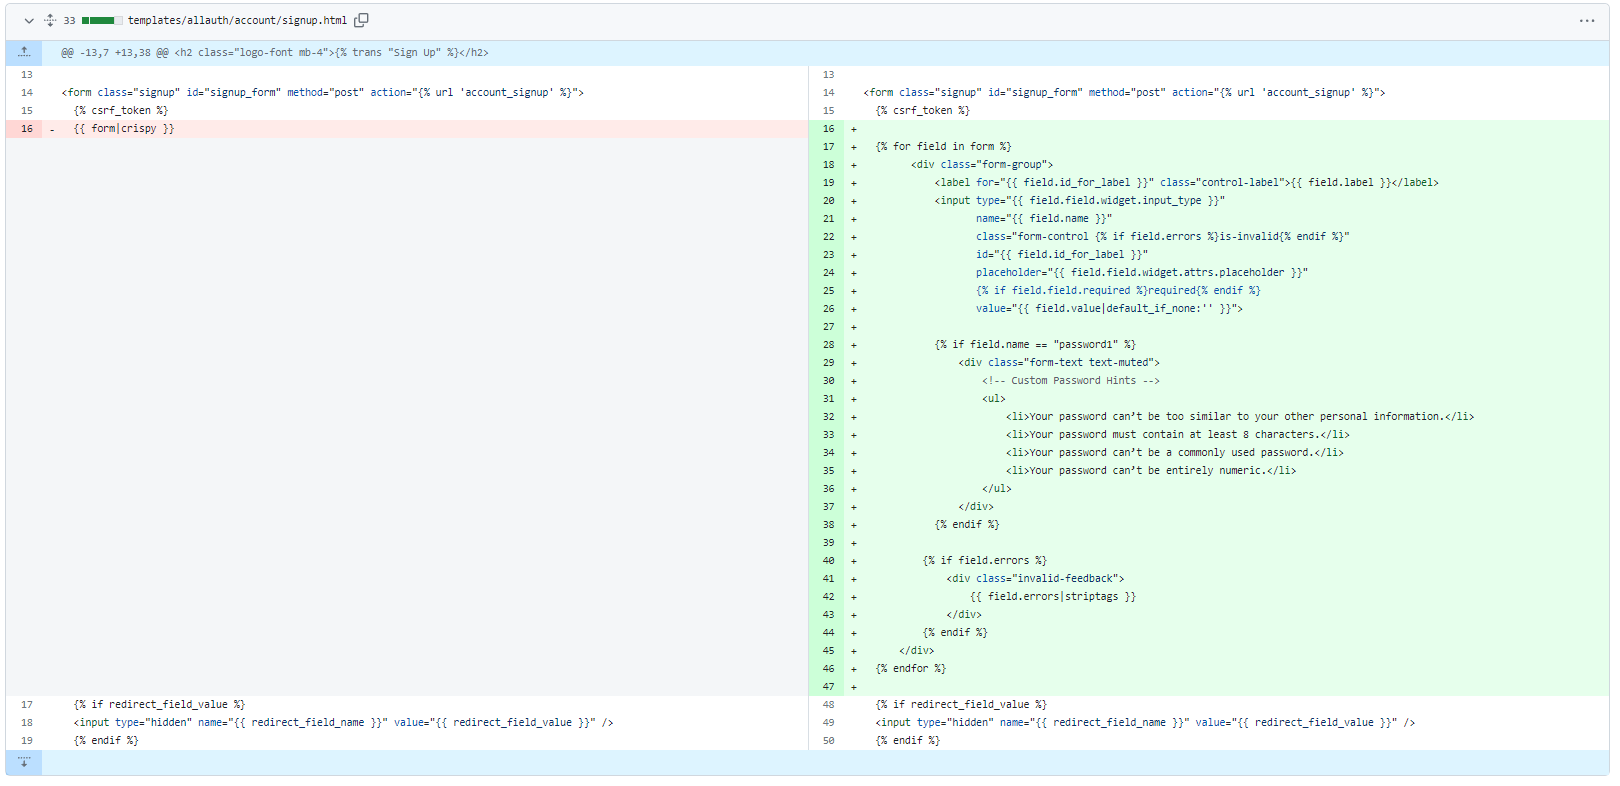 33 templates/allauth/account/signup.html
@@ -13,7 +13,38 @@ <h2 class="logo-font mb-4">{% trans "Sign Up" %}</h2>
13
14 <form class="signup" id="signup_form" method="post" action="{% url 'account_signup' %}">
15 {% csrf_token %}
16 - {{ form|crispy }}
17 {% if redirect_field_value %}
18 <input type="hidden" name="{{ redirect_field_name }}" value="{{ redirect_field_value }}" />
19 {% endif %}
13
14 <form class="signup" id="signup_form" method="post" action="{% url 'account_signup' %}">
15 {% csrf_token %}
16 +
17 + {% for field in form %}
18 + <div class="form-group">
19 + <label for="{{ field.id_for_label }}" class="control-label">{{ field.label }}</label>
20 + <input type="{{ field.field.widget.input_type }}"
21 + name="{{ field.name }}"
22 + class="form-control {% if field.errors %}is-invalid{% endif %}"
23 + id="{{ field.id_for_label }}"
24 + placeholder="{{ field.field.widget.attrs.placeholder }}"
25 + {% if field.field.required %}required{% endif %}
26 + value="{{ field.value|default_if_none:'' }}">
27 +
28 + {% if field.name == "password1" %}
29 + <div class="form-text text-muted">
30 + <!-- Custom Password Hints -->
31 + <ul>
32 + <li>Your password can’t be too similar to your other personal information.</li>
33 + <li>Your password must contain at least 8 characters.</li>
34 + <li>Your password can’t be a commonly used password.</li>
35 + <li>Your password can’t be entirely numeric.</li>
36 + </ul>
37 + </div>
38 + {% endif %}
39 +
40 + {% if field.errors %}
41 + <div class="invalid-feedback">
42 + {{ field.errors|striptags }}
43 + </div>
44 + {% endif %}
45 + </div>
46 + {% endfor %}
47 +
48 {% if redirect_field_value %}
49 <input type="hidden" name="{{ redirect_field_name }}" value="{{ redirect_field_value }}" />
50 {% endif %}